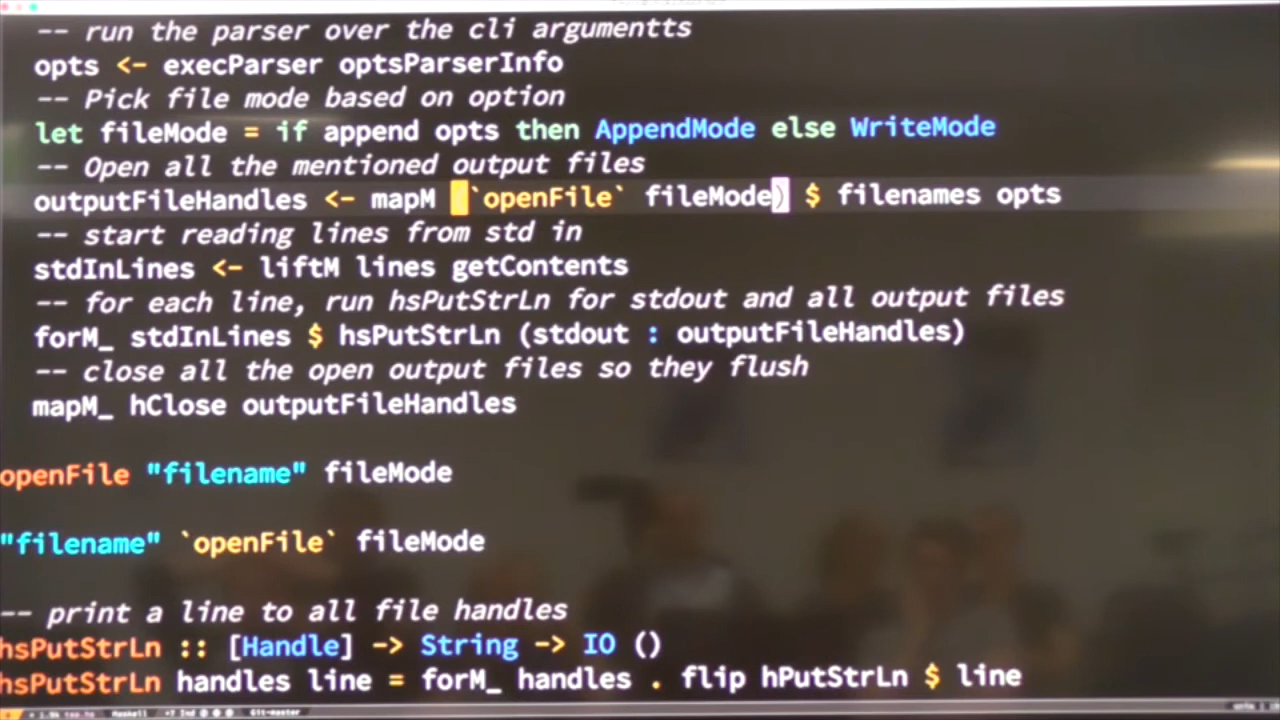 -- run the parser over the cli argumentts
opts <- execParser optsParserInfo
-- Pick file mode based on option
let fileMode = if append opts then AppendMode else WriteMode
-- Open all the mentioned output files
outputFileHandles <- mapM (`openFile` fileMode) $ filenames opts
-- start reading lines from std in
stdInLines <- liftM lines getContents
-- for each line, run hsPutStrLn for stdout and all output files
forM_ stdInLines $ hsPutStrLn (stdout : outputFileHandles)
-- close all the open output files so they flush
mapM_ hClose outputFileHandles
openFile "filename" fileMode
"filename" `openFile` fileMode
-- print a line to all file handles
hsPutStrLn :: [Handle] -> String -> IO ()
hsPutStrLn handles line = forM_ handles . flip hPutStrLn $ line
Haskell Git-master